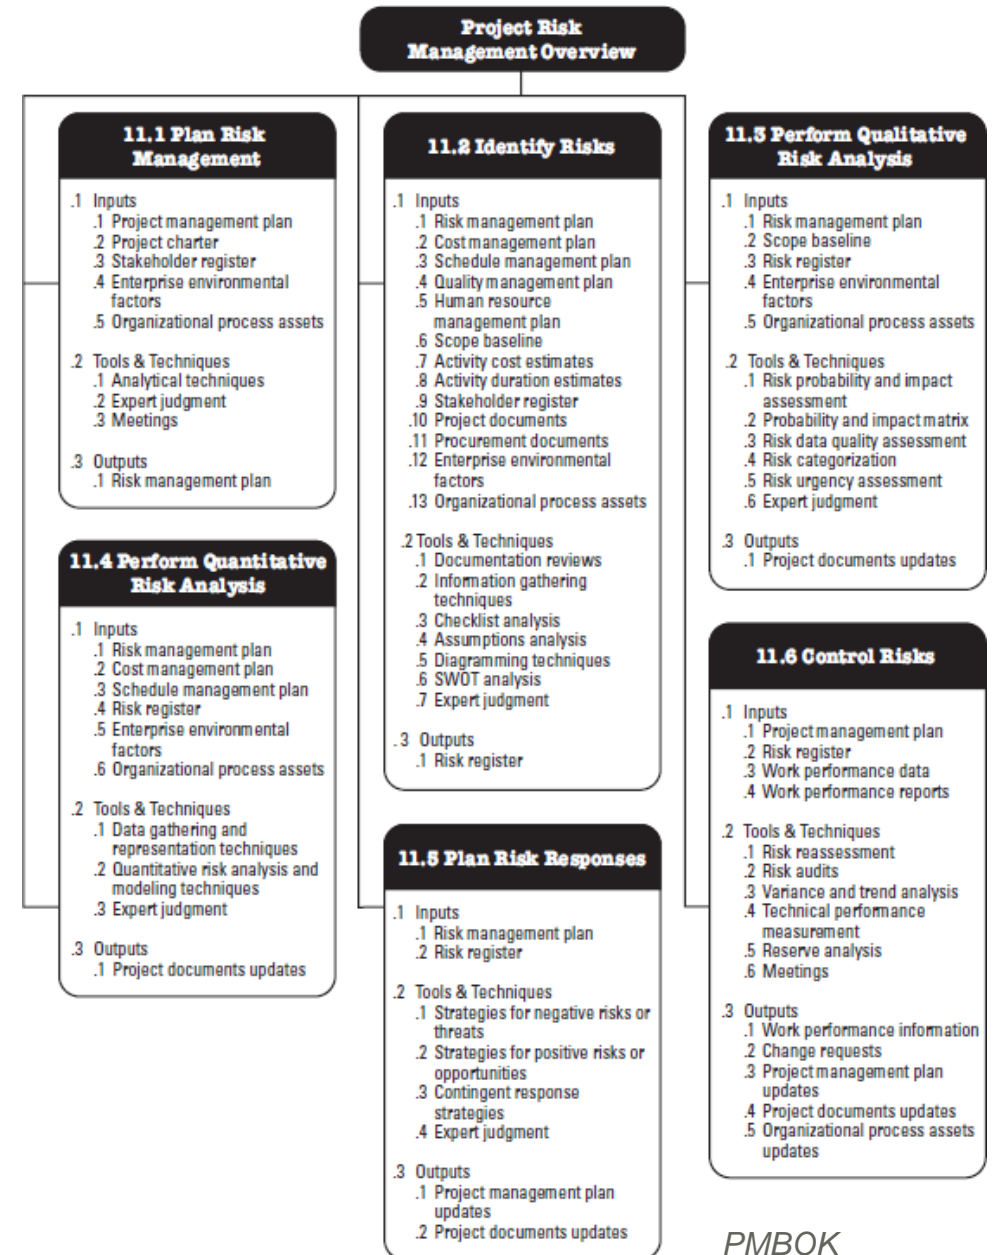 Project Risk
Management Overview
11.1 Plan Risk
Management
.1 Inputs
.1 Project management plan
.2 Project charter
.3 Stakeholder register
.4 Enterprise environmental
factors
.5 Organizational process assets
.2 Tools & Techniques
.1 Analytical techniques
.2 Expert judgment
.3 Meetings
.3 Outputs
.1 Risk management plan
11.2 Identify Risks
.1 Inputs
.1 Risk management plan
.2 Cost management plan
.3 Schedule management plan
.4 Quality management plan
.5 Human resource
management plan
.6 Scope baseline
.7 Activity cost estimates
.8 Activity duration estimates
.9 Stakeholder register
.10 Project documents
.11 Procurement documents
.12 Enterprise environmental
factors
.13 Organizational process assets
.2 Tools & Techniques
.1 Documentation reviews
.2 Information gathering
techniques
.3 Checklist analysis
.4 Assumptions analysis
.5 Diagramming techniques
.6 SWOT analysis
.7 Expert judgment
.3 Outputs
.1 Risk register
11.3 Perform Qualitative
Risk Analysis
.1 Inputs
.1 Risk management plan
.2 Scope baseline
.3 Risk register
.4 Enterprise environmental
factors
.5 Organizational process assets
.2 Tools & Techniques
.1 Risk probability and impact
assessment
.2 Probability and impact matrix
.3 Risk data quality assessment
.4 Risk categorization
.5 Risk urgency assessment
.6 Expert judgment
.3 Outputs
.1 Project documents updates
11.4 Perform Quantitative
Risk Analysis
.1 Inputs
.1 Risk management plan
.2 Cost management plan
.3 Schedule management plan
.4 Risk register
.5 Enterprise environmental
factors
.6 Organizational process assets
.2 Tools & Techniques
.1 Data gathering and
representation techniques
.2 Quantitative risk analysis and
modeling techniques
.3 Expert judgment
.3 Outputs
.1 Project documents updates
11.5 Plan Risk Responses
.1 Inputs
.1 Risk management plan
.2 Risk register
.2 Tools & Techniques
.1 Strategies for negative risks or
threats
.2 Strategies for positive risks or
opportunities
.3 Contingent response
strategies
.4 Expert judgment
.3 Outputs
.1 Project management plan
updates
.2 Project documents updates
11.6 Control Risks
.1 Inputs
.1 Project management plan
.2 Risk register
.3 Work performance data
.4 Work performance reports
.2 Tools & Techniques
.1 Risk reassessment
.2 Risk audits
.3 Variance and trend analysis
.4 Technical performance
measurement
.5 Reserve analysis
.6 Meetings
.3 Outputs
.1 Work performance information
.2 Change requests
.3 Project management plan
updates
.4 Project documents updates
.5 Organizational process assets
updates
PMBOK